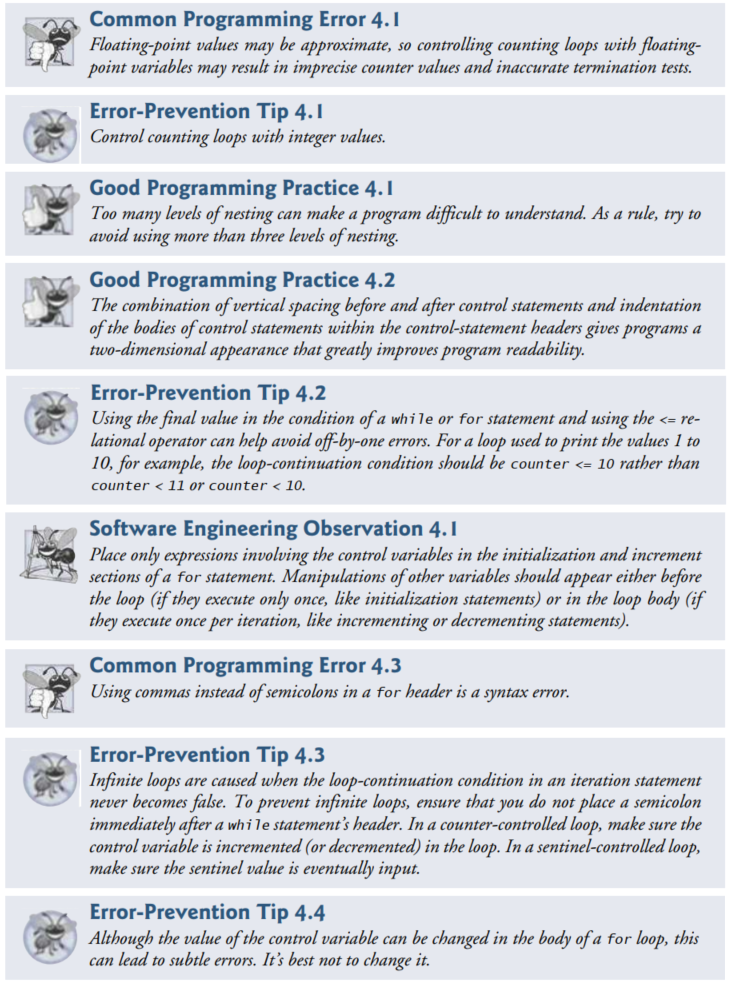 Common Programming Error 4.1
Floating-point values may be approximate, so controlling counting loops with floating-
point variables may result in imprecise counter values and inaccurate termination tests.
Error-Prevention Tip 4.1
Control counting loops with integer values.
Good Programming Practice 4.1
Too many levels of nesting can make a program difficult to understand. As a rule, try to
avoid using more than three levels of nesting.
Good Programming Practice 4.2
The combination of vertical spacing before and after control statements and indentation
of the bodies of control statements within the control-statement headers gives programs a
two-dimensional appearance that greatly improves program readability.
Error-Prevention Tip 4.2
Using the final value in the condition of a while or for statement and using the <= re-
lational operator can help avoid off-by-one errors. For a loop used to print the values 1 to
10, for example, the loop-continuation condition should be counter <= 10 rather than
counter < 11 or counter < 10.
Software Engineering Observation 4.1
Place only expressions involving the control variables in the initialization and increment
sections of a for statement. Manipulations of other variables should appear either before
the loop (if they execute only once, like initialization statements) or in the loop body (if
they execute once per iteration, like incrementing or decrementing statements).
Common Programming Error 4.3
Using commas instead of semicolons in a for header is a syntax error.
Error-Prevention Tip 4.3
Infinite loops are caused when the loop-continuation condition in an iteration statement
never becomes false. To prevent infinite loops, ensure that you do not place a semicolon
immediately after a while statement's header. In a counter-controlled loop, make sure the
control variable is incremented (or decremented) in the loop. In a sentinel-controlled loop,
make sure the sentinel value is eventually input.
Error-Prevention Tip 4.4
Although the value of the control variable can be changed in the body of a for loop, this
can lead to subtle errors. It's best not to change it.